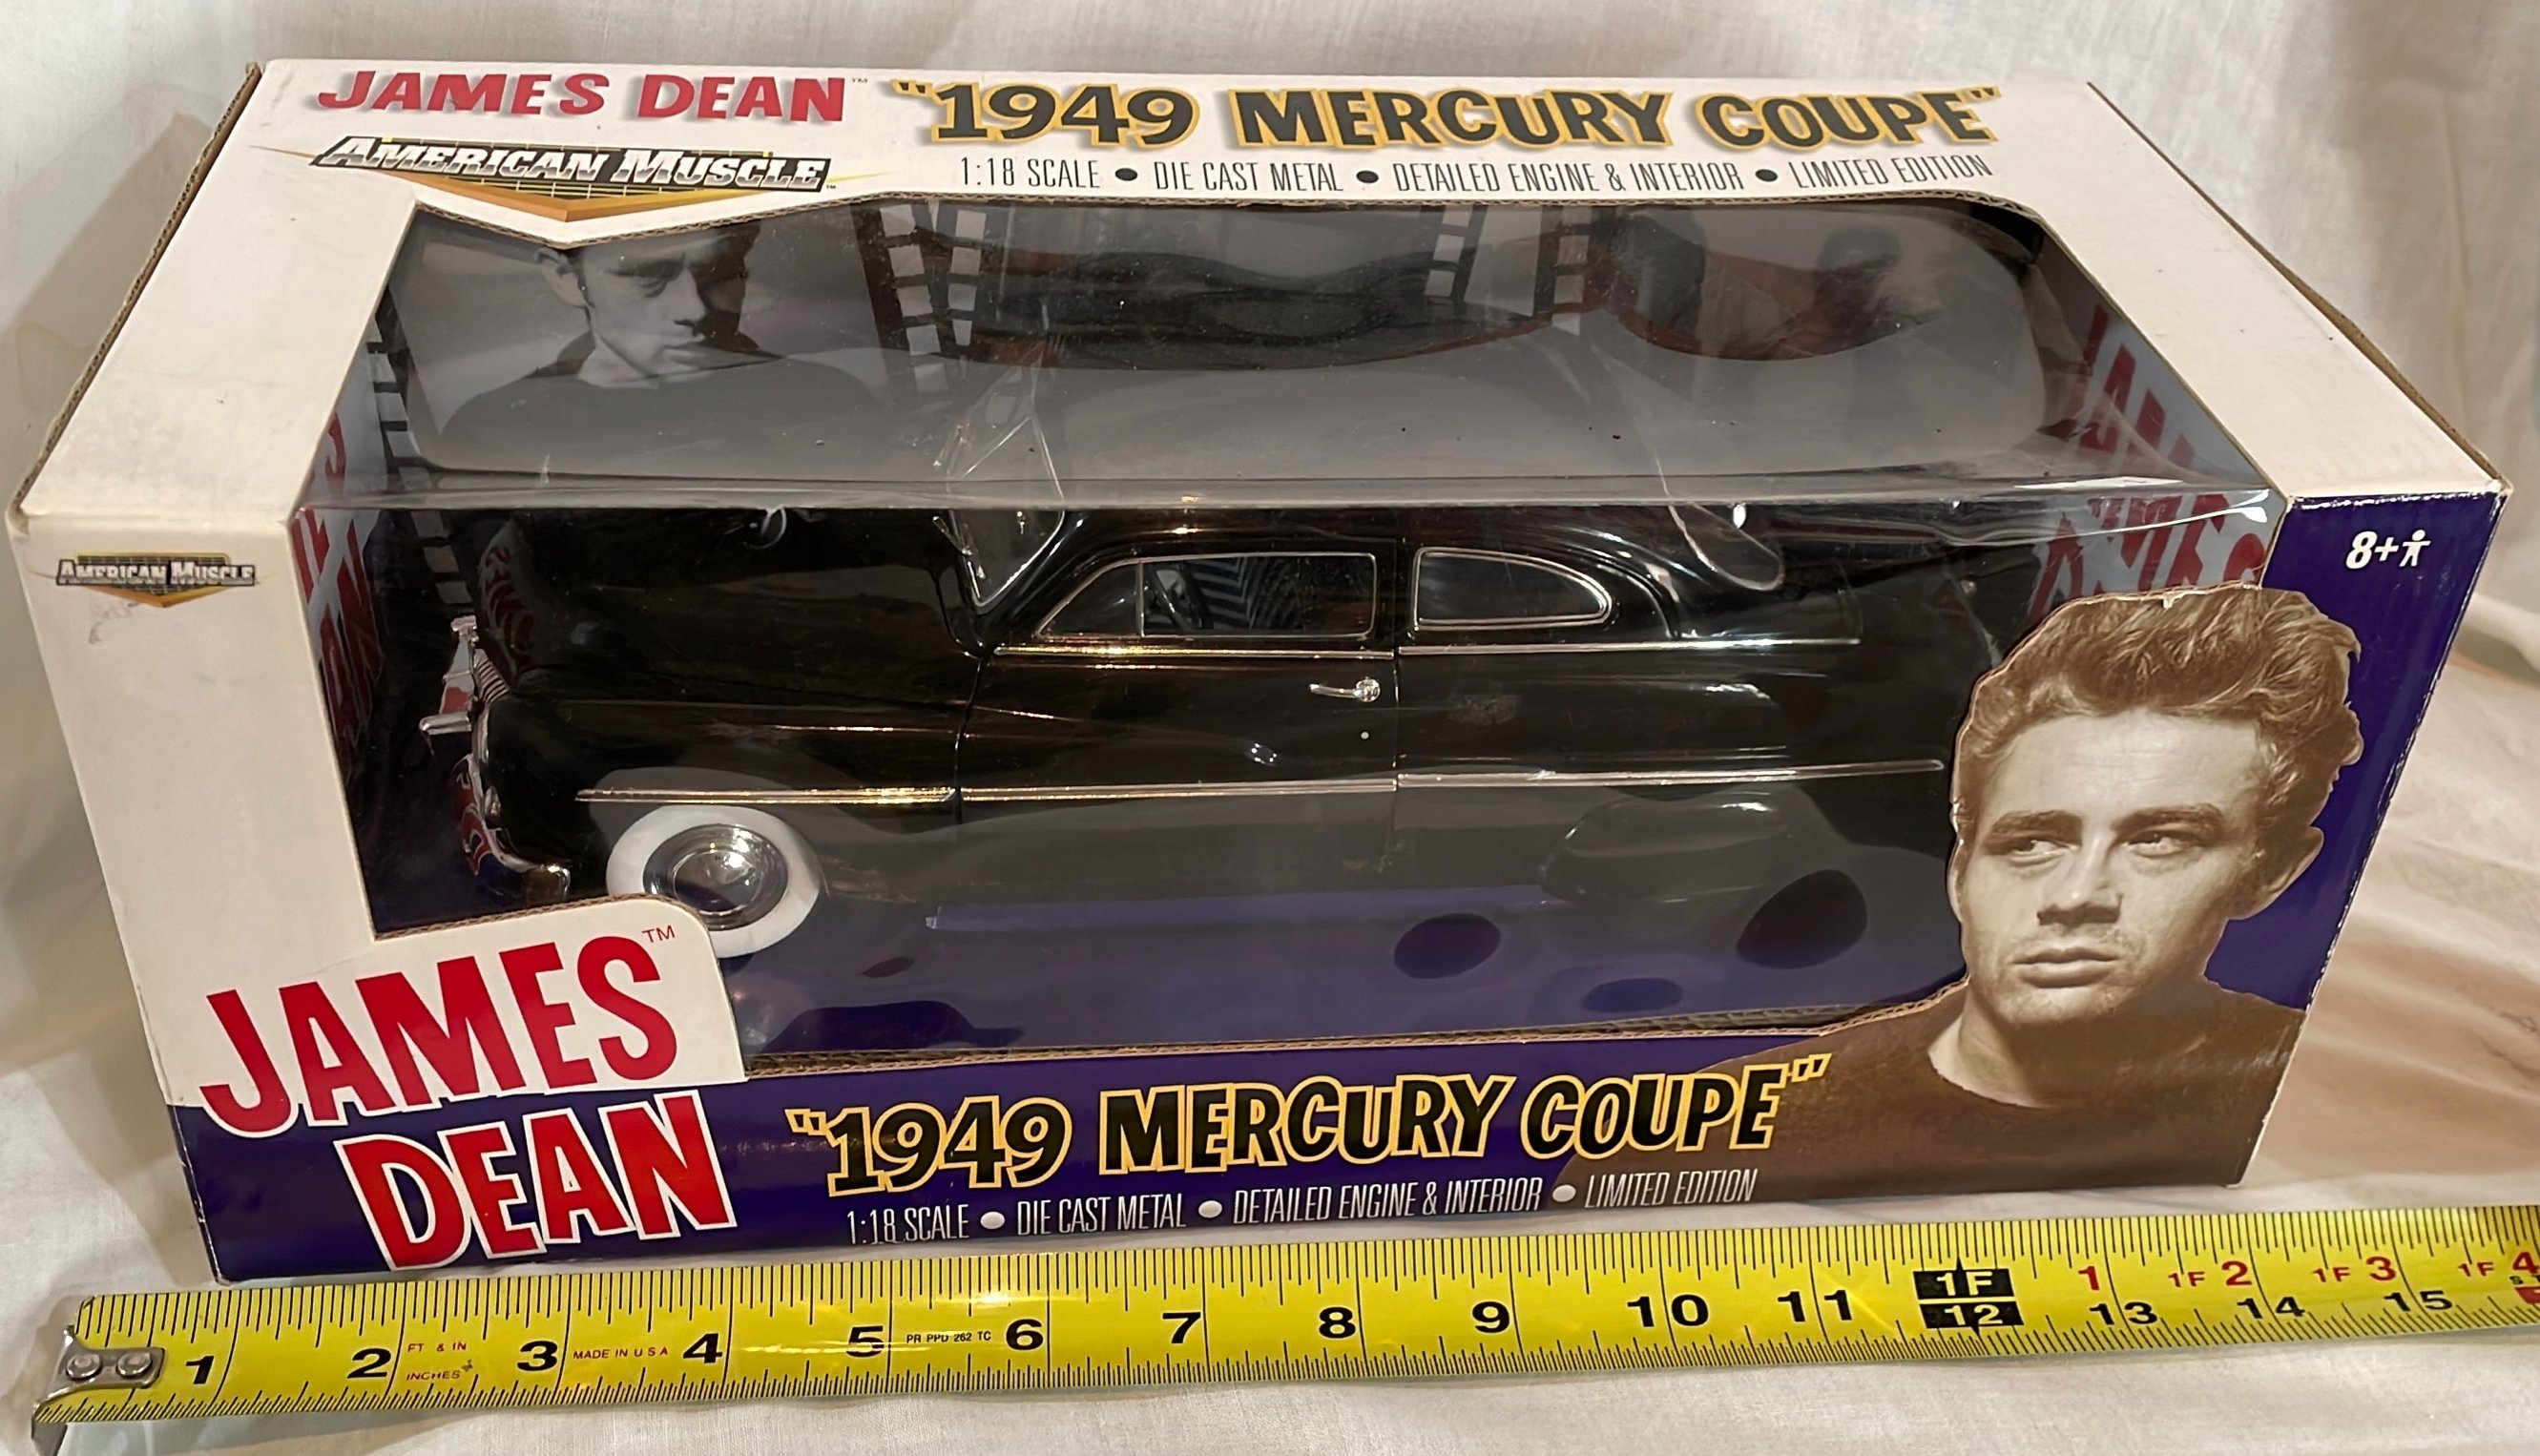 JAMES DEAN™ "1949 MERCURY COUPE"
AMERICAN MUSCLE™
1:18 SCALE ● DIE CAST METAL ● DETAILED ENGINE & INTERIOR ● LIMITED EDITION
AMERICAN MUSCLE
8+
JAMES™
DEAN
"1949 MERCURY COUPE"
1:18 SCALE ● DIE CAST METAL ● DETAILED ENGINE & INTERIOR ● LIMITED EDITION
1F 1 1F 2 1F 3 1F 4
1 2 3 4 5 6 7 8 9 10 11 12 13 14 15
FT & IN
INCHES
MADE IN U S A
PR PPD 262 TC